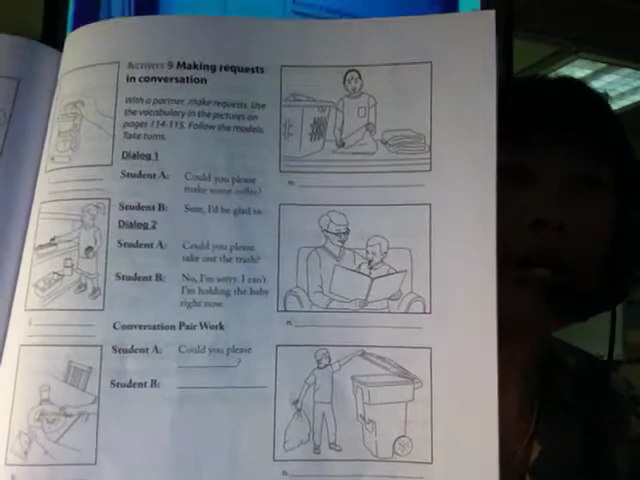 ACTIVITY 9 Making requests
in conversation
With a partner, make requests. Use
the vocabulary in the pictures on
pages 114-115. Follow the models.
Take turns.
Dialog 1
Student A: Could you please
make some coffee?
Student B: Sure, I'd be glad to.
Dialog 2
Student A: Could you please
take out the trash?
Student B: No, I'm sorry. I can't.
I'm holding the baby
right now.
Conversation Pair Work
Student A: Could you please
?
Student B: